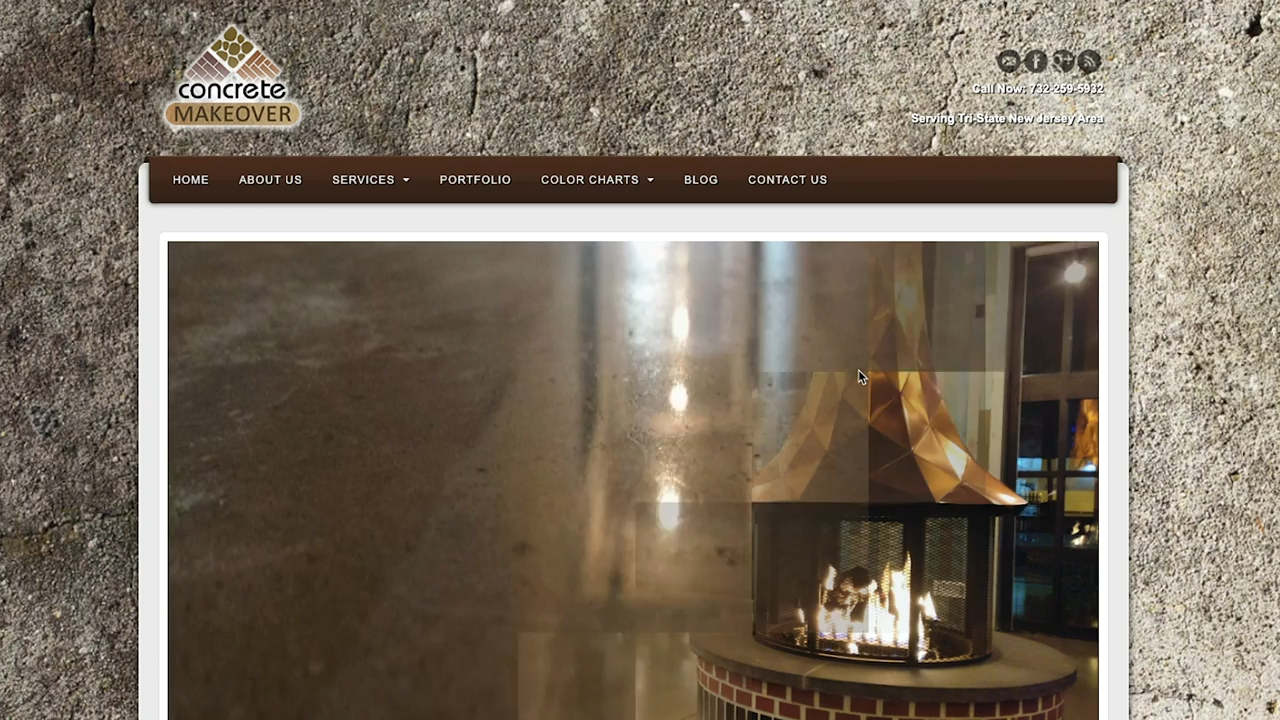 concrete
MAKEOVER
Call Now: 732-259-5932
Serving Tri-State New Jersey Area
HOME ABOUT US SERVICES PORTFOLIO COLOR CHARTS BLOG CONTACT US